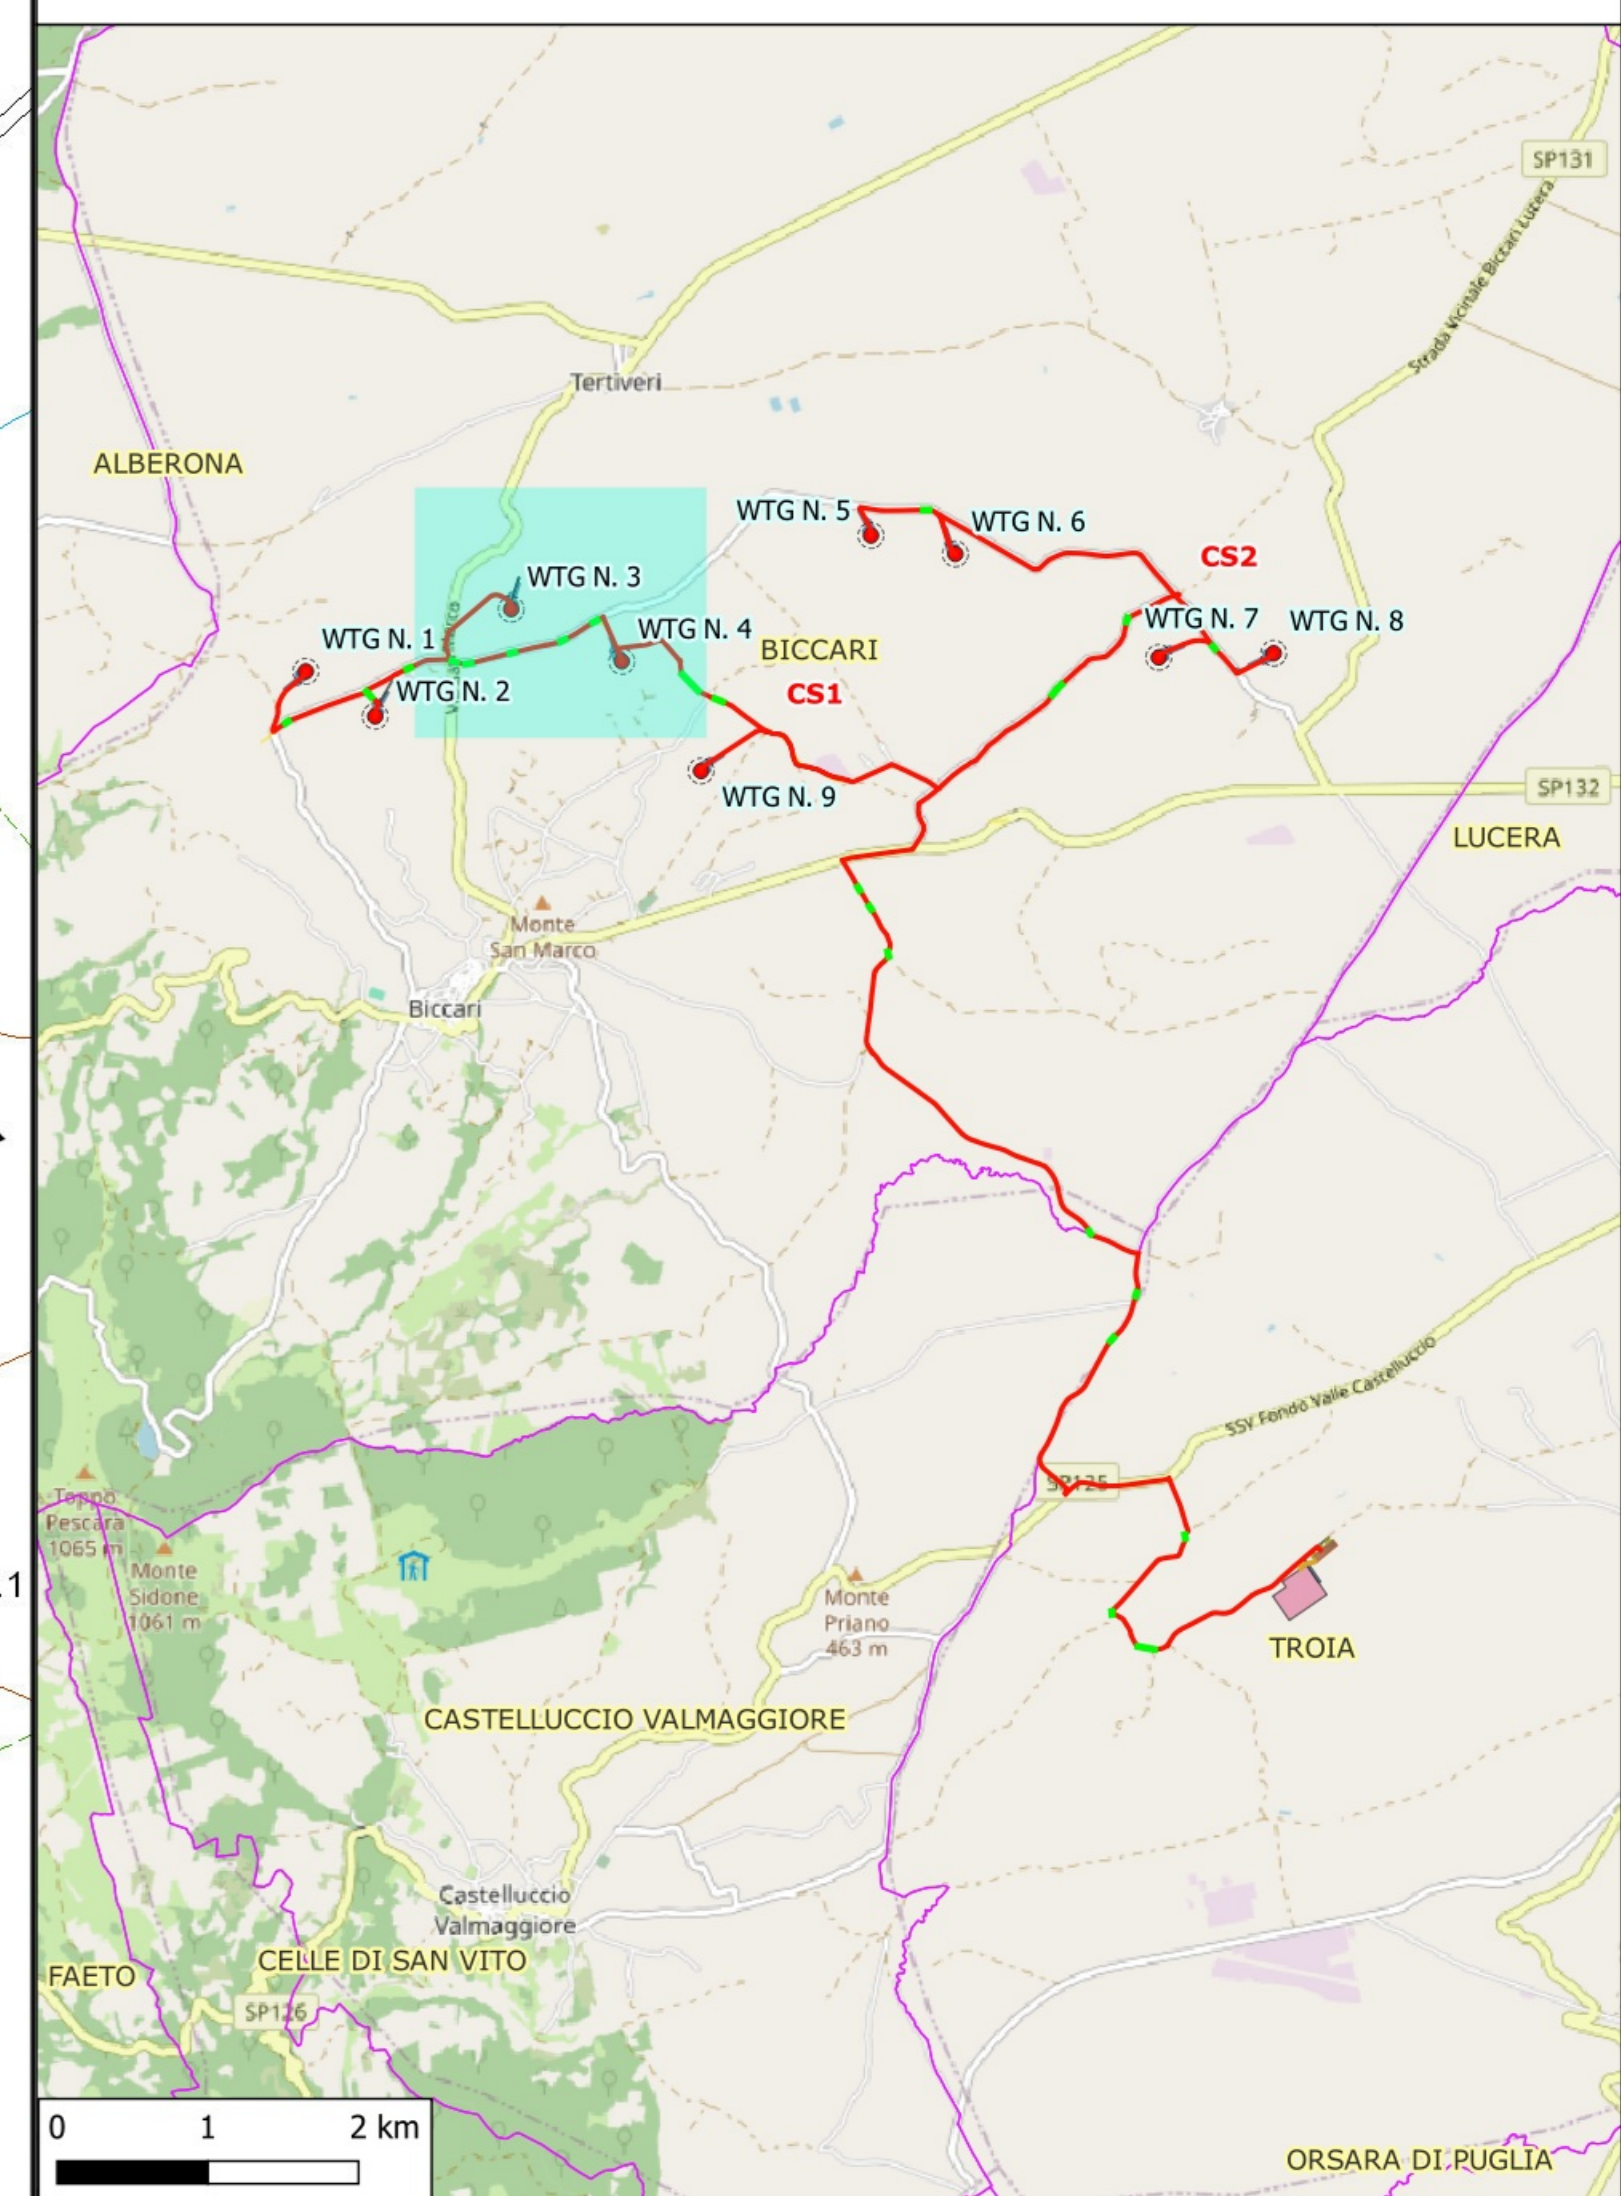 SP131
Strada Vicinale Biccari Lucera
Tertiveri
ALBERONA
WTG N. 5
WTG N. 6
CS2
WTG N. 3
WTG N. 7
WTG N. 8
WTG N. 1
WTG N. 4
BICCARI
WTG N. 2
CS1
SP132
WTG N. 9
LUCERA
Monte
San Marco
Biccari
SSV Fondo Valle Castelluccio
SP125
Toppo
Pescara
1065 m
Monte
Sidone
1061 m
.1
Monte
Priano
463 m
TROIA
CASTELLUCCIO VALMAGGIORE
Castelluccio
Valmaggiore
CELLE DI SAN VITO
FAETO
SP126
0 1 2 km
ORSARA DI PUGLIA